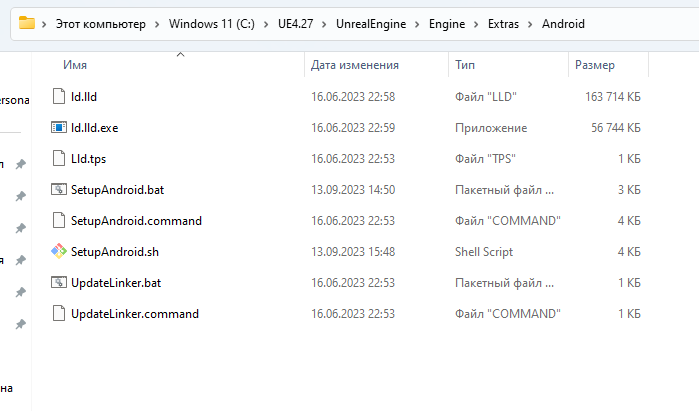 Этот компьютер > Windows 11 (C:) > UE4.27 > UnrealEngine > Engine > Extras > Android
Имя Дата изменения Тип Размер
ld.lld 16.06.2023 22:58 Файл "LLD" 163 714 КБ
ld.lld.exe 16.06.2023 22:59 Приложение 56 744 КБ
Lld.tps 16.06.2023 22:53 Файл "TPS" 1 КБ
SetupAndroid.bat 13.09.2023 14:50 Пакетный файл ... 3 КБ
SetupAndroid.command 16.06.2023 22:53 Файл "COMMAND" 4 КБ
SetupAndroid.sh 13.09.2023 15:48 Shell Script 4 КБ
UpdateLinker.bat 16.06.2023 22:53 Пакетный файл ... 1 КБ
UpdateLinker.command 16.06.2023 22:53 Файл "COMMAND" 1 КБ
ersona
я
на